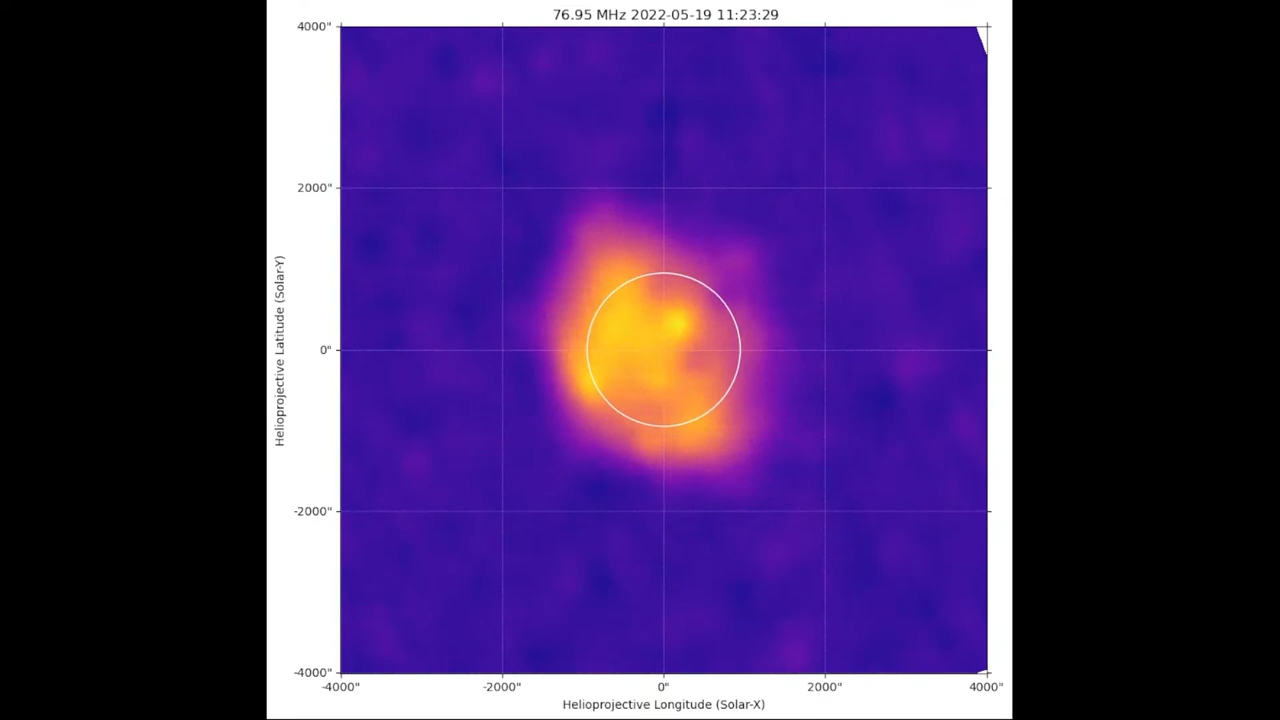 76.95 MHz 2022-05-19 11:23:29
4000"
2000"
0"
-2000"
-4000"
Helioprojective Latitude (Solar-Y)
-4000" -2000" 0" 2000" 4000"
Helioprojective Longitude (Solar-X)